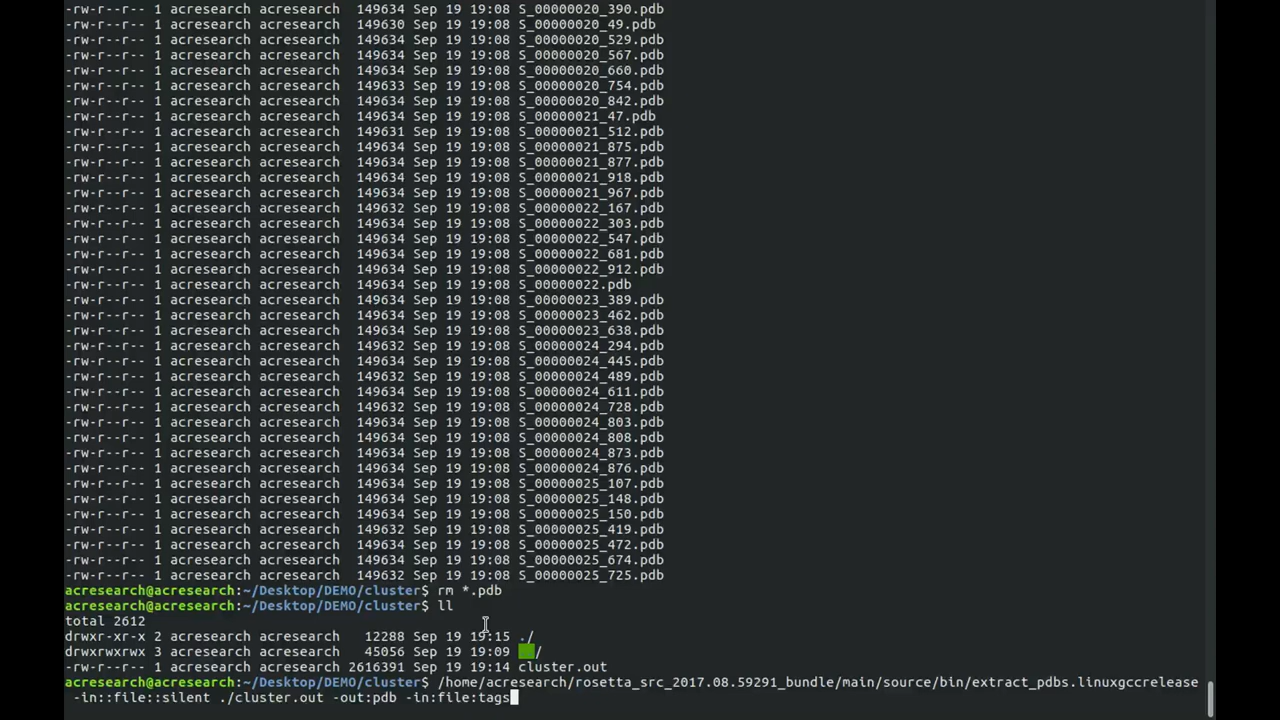 -rw-r--r-- 1 acresearch acresearch  149634 Sep 19 19:08 S_00000020_390.pdb
-rw-r--r-- 1 acresearch acresearch  149630 Sep 19 19:08 S_00000020_49.pdb
-rw-r--r-- 1 acresearch acresearch  149634 Sep 19 19:08 S_00000020_529.pdb
-rw-r--r-- 1 acresearch acresearch  149634 Sep 19 19:08 S_00000020_567.pdb
-rw-r--r-- 1 acresearch acresearch  149634 Sep 19 19:08 S_00000020_660.pdb
-rw-r--r-- 1 acresearch acresearch  149633 Sep 19 19:08 S_00000020_754.pdb
-rw-r--r-- 1 acresearch acresearch  149634 Sep 19 19:08 S_00000020_842.pdb
-rw-r--r-- 1 acresearch acresearch  149634 Sep 19 19:08 S_00000021_47.pdb
-rw-r--r-- 1 acresearch acresearch  149631 Sep 19 19:08 S_00000021_512.pdb
-rw-r--r-- 1 acresearch acresearch  149634 Sep 19 19:08 S_00000021_875.pdb
-rw-r--r-- 1 acresearch acresearch  149634 Sep 19 19:08 S_00000021_877.pdb
-rw-r--r-- 1 acresearch acresearch  149634 Sep 19 19:08 S_00000021_918.pdb
-rw-r--r-- 1 acresearch acresearch  149634 Sep 19 19:08 S_00000021_967.pdb
-rw-r--r-- 1 acresearch acresearch  149632 Sep 19 19:08 S_00000022_167.pdb
-rw-r--r-- 1 acresearch acresearch  149634 Sep 19 19:08 S_00000022_303.pdb
-rw-r--r-- 1 acresearch acresearch  149634 Sep 19 19:08 S_00000022_547.pdb
-rw-r--r-- 1 acresearch acresearch  149634 Sep 19 19:08 S_00000022_681.pdb
-rw-r--r-- 1 acresearch acresearch  149634 Sep 19 19:08 S_00000022_912.pdb
-rw-r--r-- 1 acresearch acresearch  149634 Sep 19 19:08 S_00000022.pdb
-rw-r--r-- 1 acresearch acresearch  149634 Sep 19 19:08 S_00000023_389.pdb
-rw-r--r-- 1 acresearch acresearch  149634 Sep 19 19:08 S_00000023_462.pdb
-rw-r--r-- 1 acresearch acresearch  149634 Sep 19 19:08 S_00000023_638.pdb
-rw-r--r-- 1 acresearch acresearch  149632 Sep 19 19:08 S_00000024_294.pdb
-rw-r--r-- 1 acresearch acresearch  149634 Sep 19 19:08 S_00000024_445.pdb
-rw-r--r-- 1 acresearch acresearch  149632 Sep 19 19:08 S_00000024_489.pdb
-rw-r--r-- 1 acresearch acresearch  149634 Sep 19 19:08 S_00000024_611.pdb
-rw-r--r-- 1 acresearch acresearch  149632 Sep 19 19:08 S_00000024_728.pdb
-rw-r--r-- 1 acresearch acresearch  149634 Sep 19 19:08 S_00000024_803.pdb
-rw-r--r-- 1 acresearch acresearch  149634 Sep 19 19:08 S_00000024_808.pdb
-rw-r--r-- 1 acresearch acresearch  149634 Sep 19 19:08 S_00000024_873.pdb
-rw-r--r-- 1 acresearch acresearch  149634 Sep 19 19:08 S_00000024_876.pdb
-rw-r--r-- 1 acresearch acresearch  149634 Sep 19 19:08 S_00000025_107.pdb
-rw-r--r-- 1 acresearch acresearch  149634 Sep 19 19:08 S_00000025_148.pdb
-rw-r--r-- 1 acresearch acresearch  149634 Sep 19 19:08 S_00000025_150.pdb
-rw-r--r-- 1 acresearch acresearch  149632 Sep 19 19:08 S_00000025_419.pdb
-rw-r--r-- 1 acresearch acresearch  149634 Sep 19 19:08 S_00000025_472.pdb
-rw-r--r-- 1 acresearch acresearch  149634 Sep 19 19:08 S_00000025_674.pdb
-rw-r--r-- 1 acresearch acresearch  149632 Sep 19 19:08 S_00000025_725.pdb
acresearch@acresearch:~/Desktop/DEMO/cluster$ rm *.pdb
acresearch@acresearch:~/Desktop/DEMO/cluster$ ll
total 2612
drwxr-xr-x 2 acresearch acresearch   12288 Sep 19 19:15 ./
drwxrwxrwx 3 acresearch acresearch   45056 Sep 19 19:09 /
-rw-r--r-- 1 acresearch acresearch 2616391 Sep 19 19:14 cluster.out
acresearch@acresearch:~/Desktop/DEMO/cluster$ /home/acresearch/rosetta_src_2017.08.59291_bundle/main/source/bin/extract_pdbs.linuxgccrelease
-in::file::silent ./cluster.out -out:pdb -in:file:tags